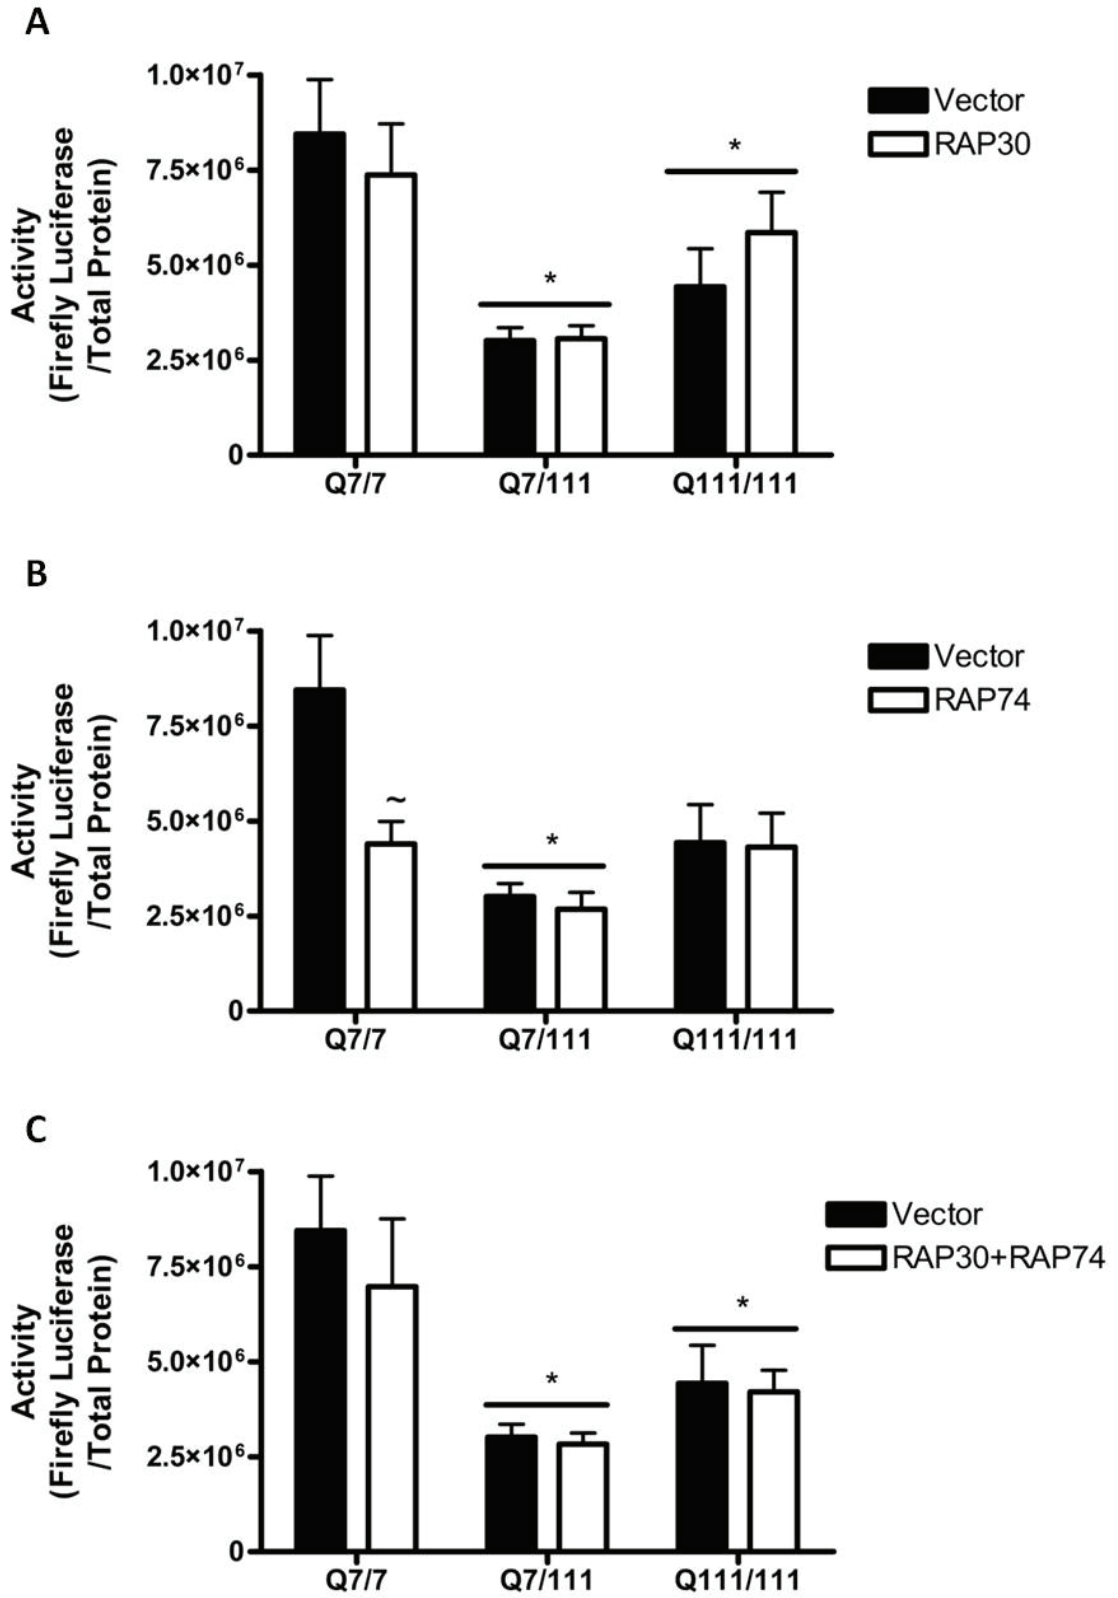 A
1.0×10⁷
7.5×10⁶
5.0×10⁶
2.5×10⁶
0
Activity
(Firefly Luciferase
/Total Protein)
*
*
Q7/7 Q7/111 Q111/111
Vector
RAP30
B
1.0×10⁷
7.5×10⁶
5.0×10⁶
2.5×10⁶
0
Activity
(Firefly Luciferase
/Total Protein)
~
*
Q7/7 Q7/111 Q111/111
Vector
RAP74
C
1.0×10⁷
7.5×10⁶
5.0×10⁶
2.5×10⁶
0
Activity
(Firefly Luciferase
/Total Protein)
*
*
Q7/7 Q7/111 Q111/111
Vector
RAP30+RAP74